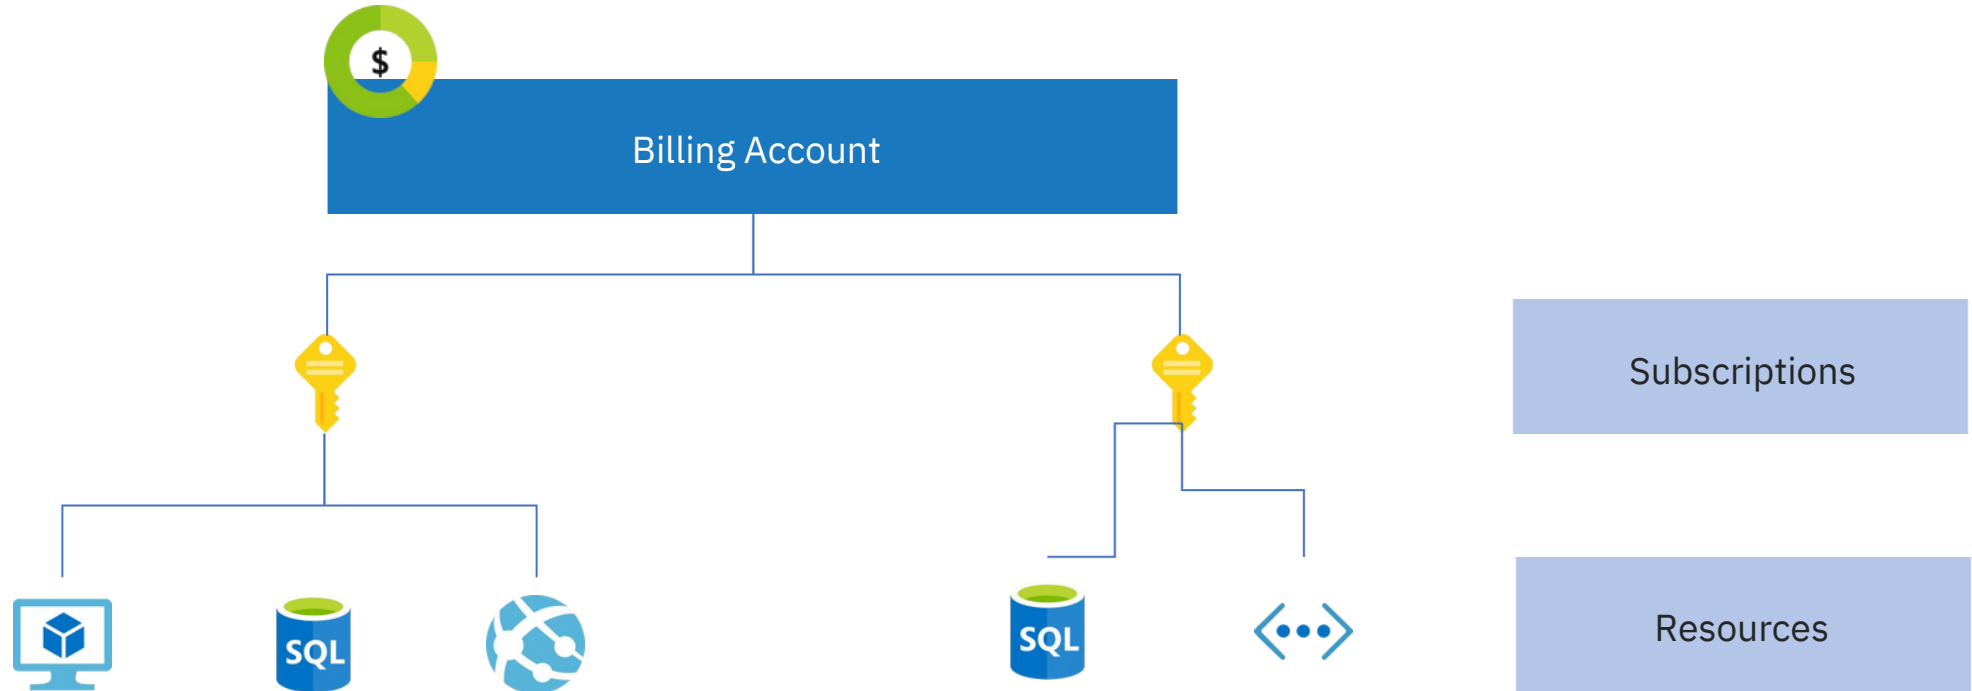 $
Billing Account
Subscriptions
SQL
SQL
Resources